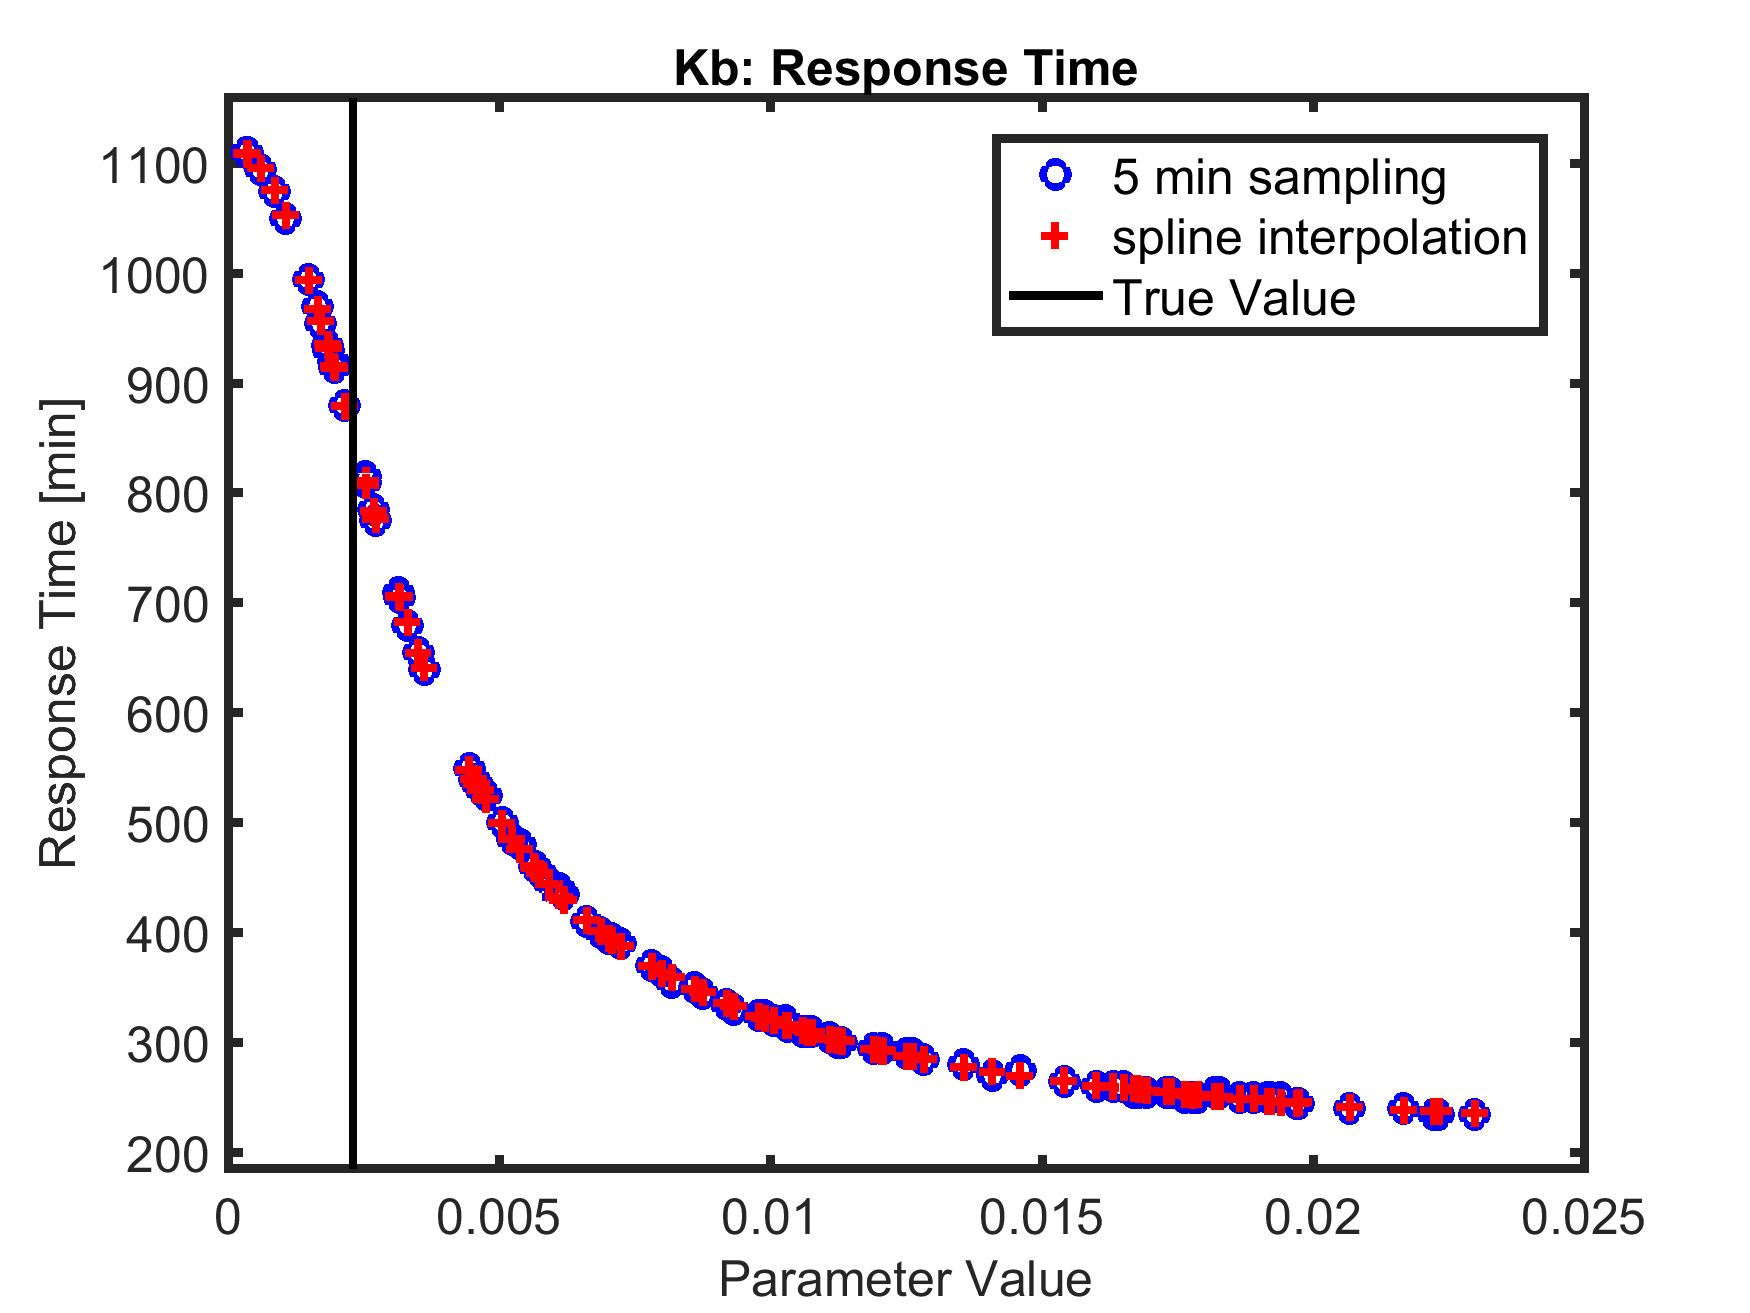 Kb: Response Time
5 min sampling
spline interpolation
True Value
Response Time [min]
1100
1000
900
800
700
600
500
400
300
200
0 0.005 0.01 0.015 0.02 0.025
Parameter Value